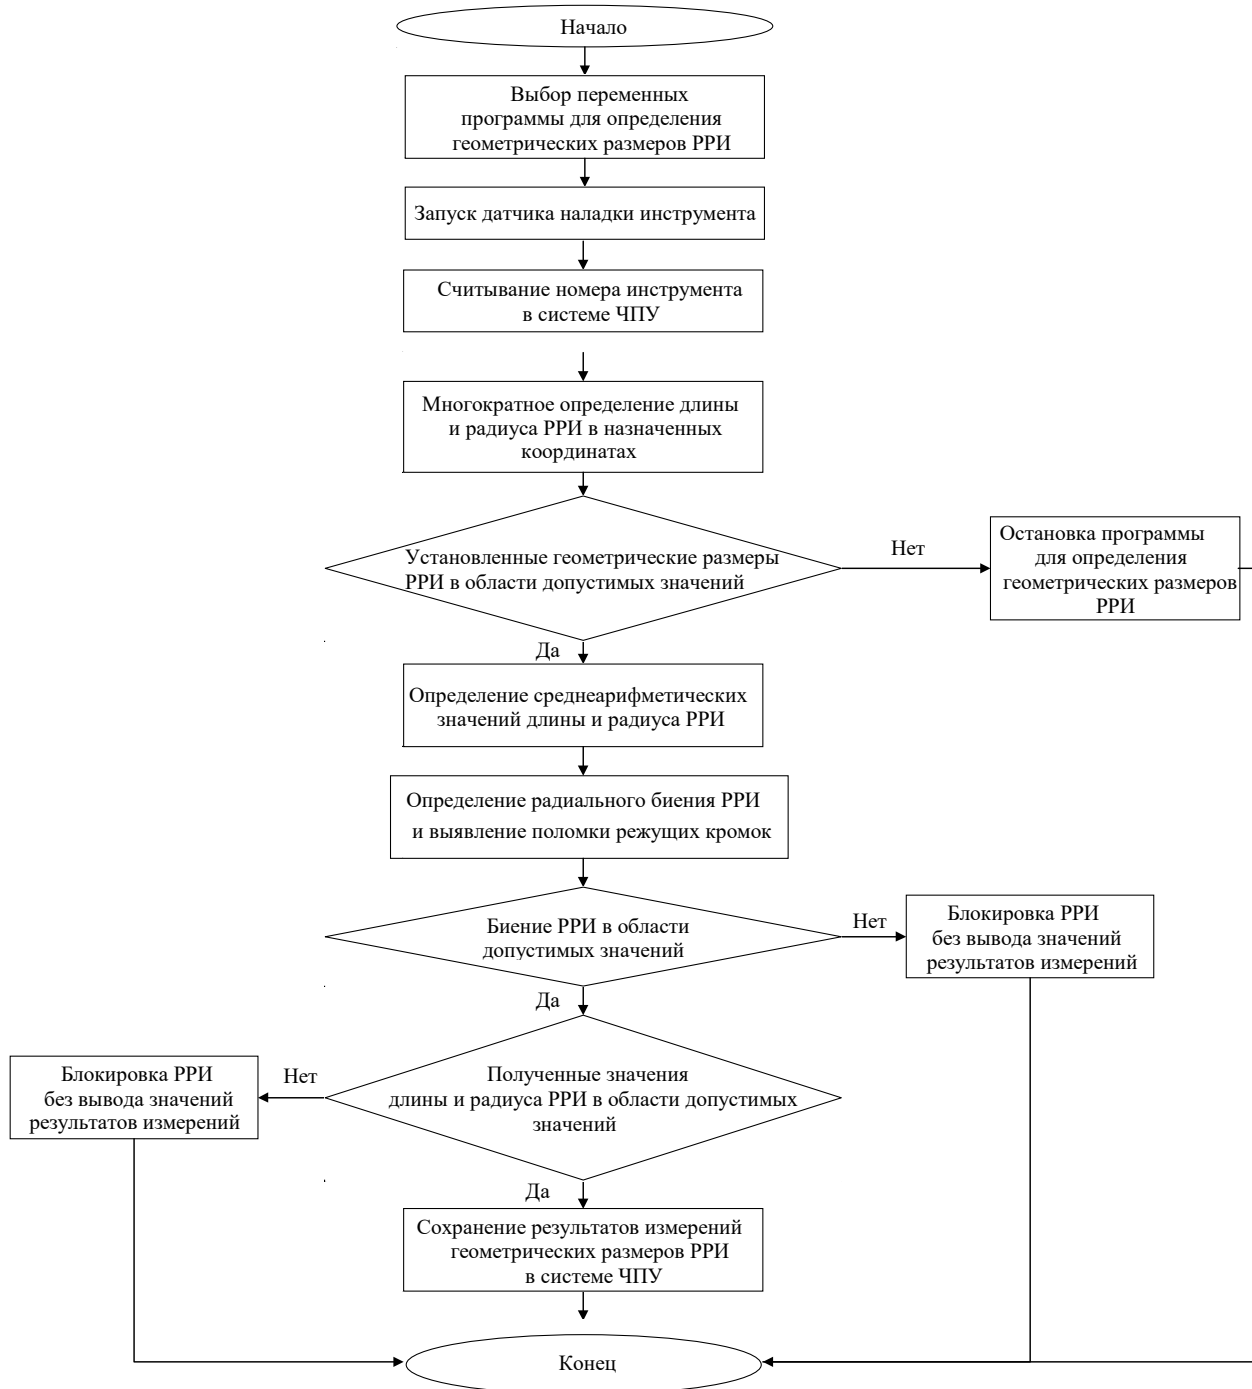 Начало
Выбор переменных
программы для определения
геометрических размеров РРИ
Запуск датчика наладки инструмента
Считывание номера инструмента
в системе ЧПУ
Многократное определение длины
и радиуса РРИ в назначенных
координатах
Установленные геометрические размеры
РРИ в области допустимых значений
Нет
Остановка программы
для определения
геометрических размеров
РРИ
Да
Определение среднеарифметических
значений длины и радиуса РРИ
Определение радиального биения РРИ
и выявление поломки режущих кромок
Биение РРИ в области
допустимых значений
Нет
Блокировка РРИ
без вывода значений
результатов измерений
Да
Полученные значения
длины и радиуса РРИ в области допустимых
значений
Нет
Блокировка РРИ
без вывода значений
результатов измерений
Да
Сохранение результатов измерений
геометрических размеров РРИ
в системе ЧПУ
Конец